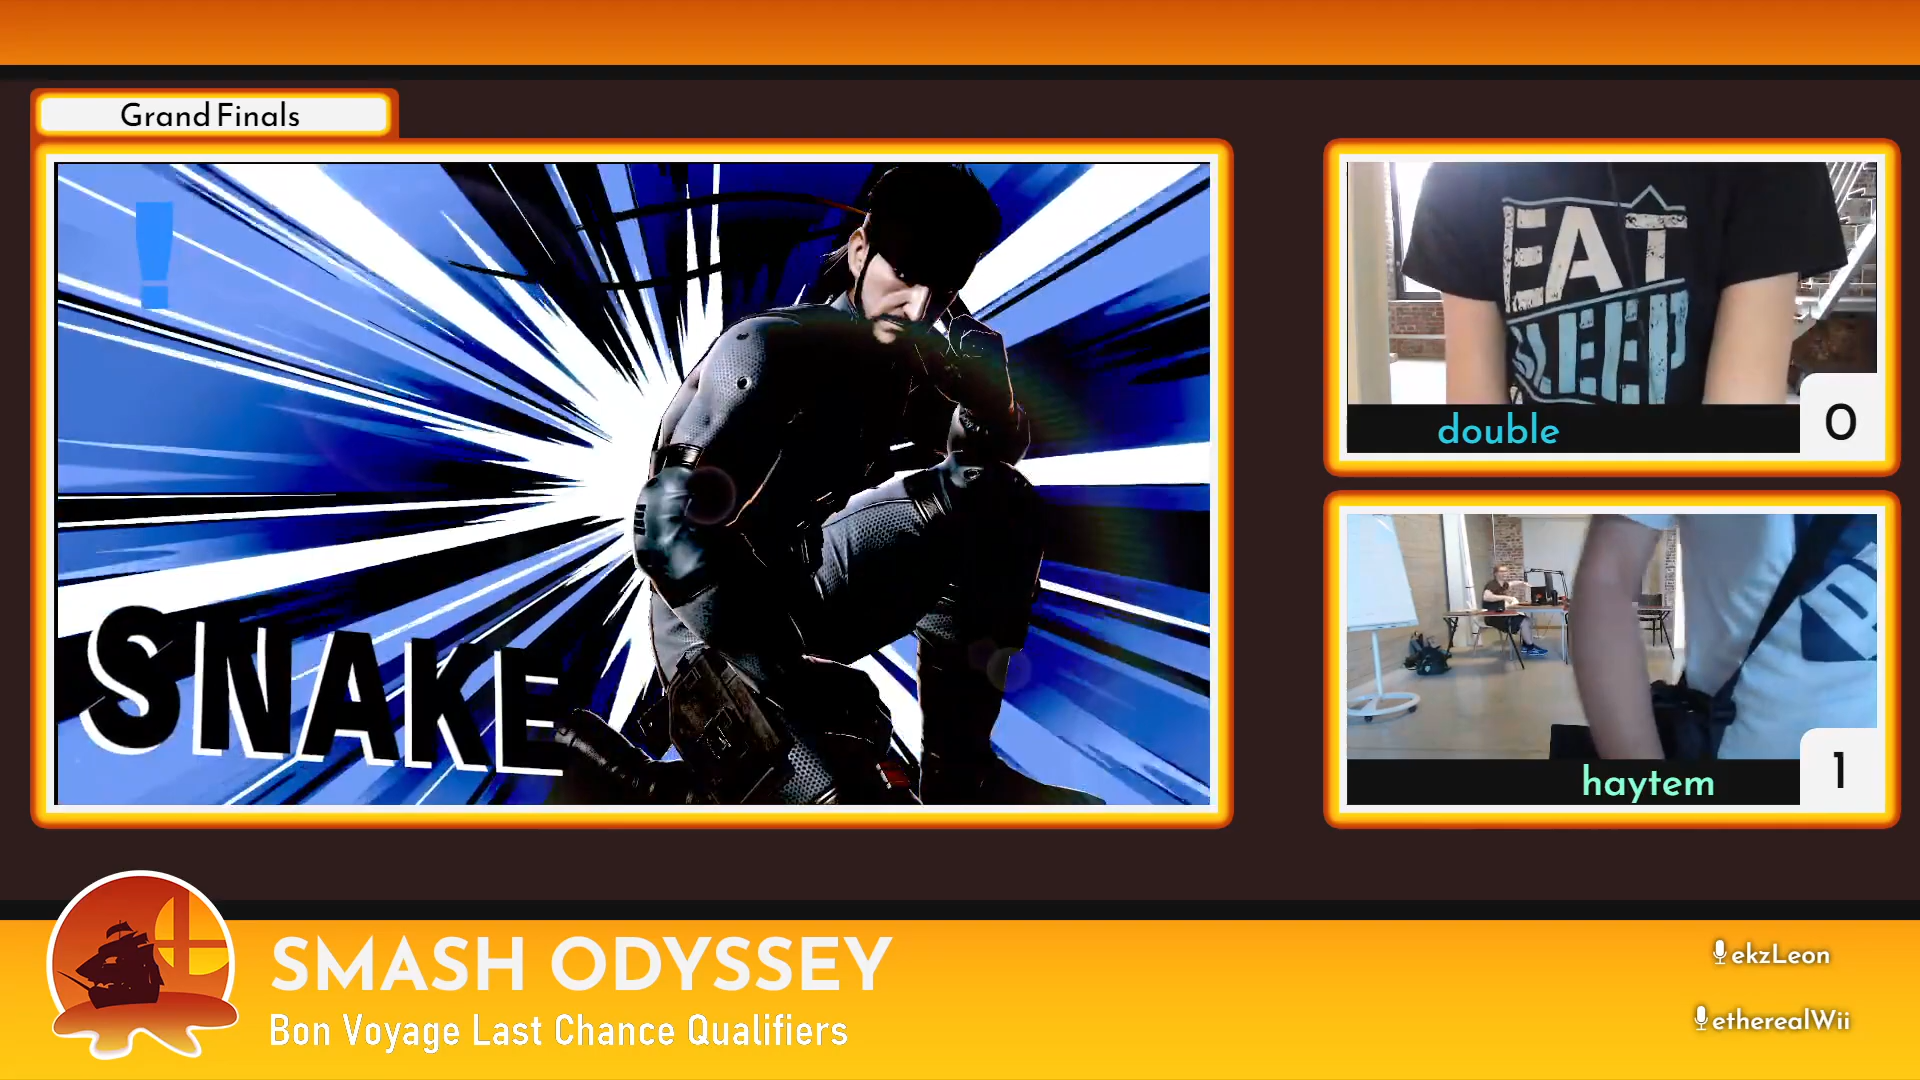 Grand Finals
!
SNAKE
EAT
SLEEP
double
0
haytem
1
SMASH ODYSSEY
Bon Voyage Last Chance Qualifiers
ekzLeon
etherealWii